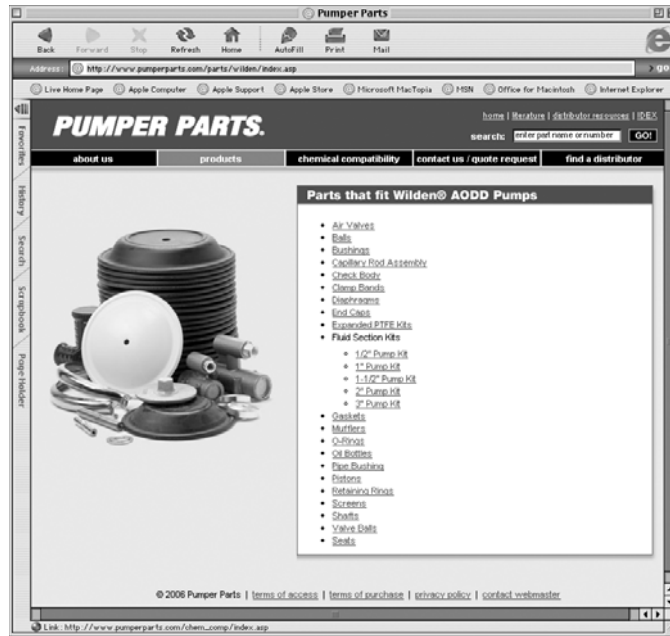 Pumper Parts
Back Forward Stop Refresh Home AutoFill Print Mail
Address: http://www.pumperparts.com/parts/wilden/index.asp go
Live Home Page Apple Computer Apple Support Apple Store Microsoft MacTopia MSN Office for Macintosh Internet Explorer
Favorites
History
Search
Scrapbook
Page Holder
home | literature | distributor resources | IDEX
PUMPER PARTS.
search: enter part name or number GO!
about us products chemical compatibility contact us / quote request find a distributor
Parts that fit Wilden® AODD Pumps
• Air Valves
• Balls
• Bushings
• Capillary Rod Assembly
• Check Body
• Clamp Bands
• Diaphragms
• End Caps
• Expanded PTFE Kits
• Fluid Section Kits
1/2" Pump Kit
1" Pump Kit
1-1/2" Pump Kit
2" Pump Kit
3" Pump Kit
• Gaskets
• Mufflers
• O-Rings
• Oil Bottles
• Pipe Bushing
• Pistons
• Retaining Rings
• Screens
• Shafts
• Valve Balls
• Seats
© 2006 Pumper Parts | terms of access | terms of purchase | privacy policy | contact webmaster
Link: http://www.pumperparts.com/chem_comp/index.asp